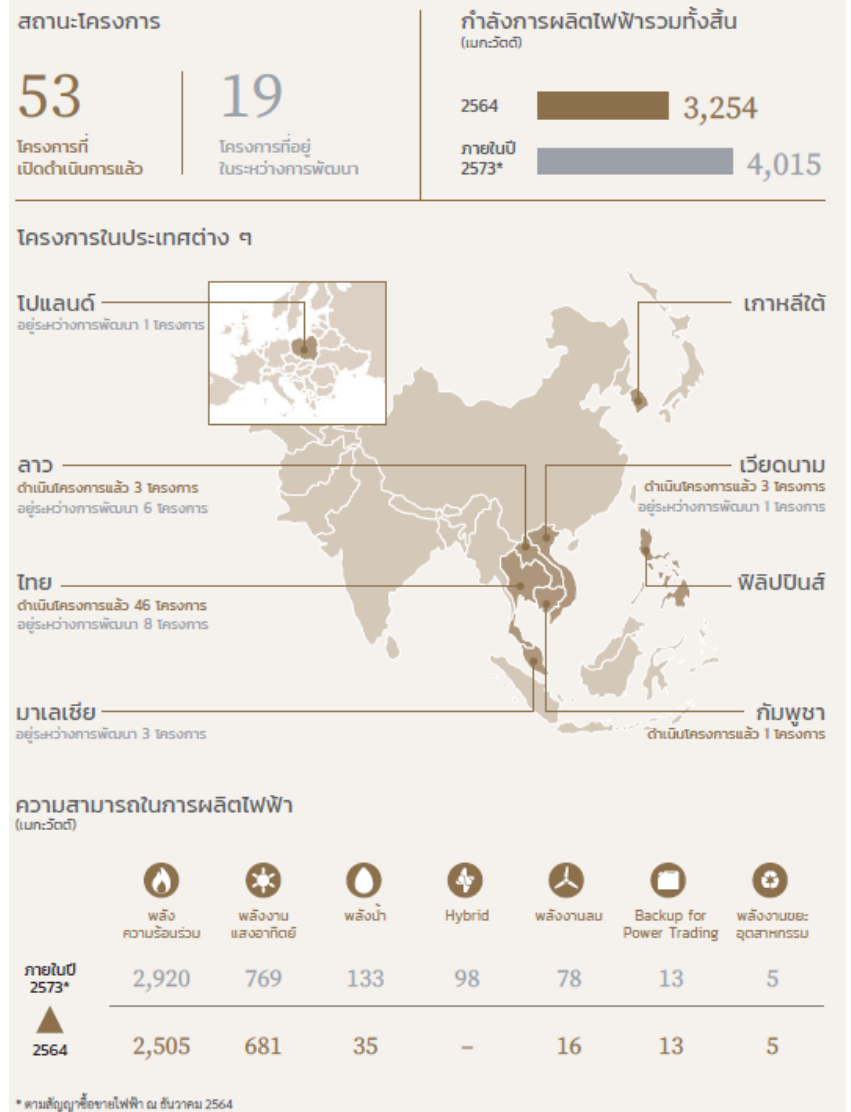 สถานะโครงการ
53
โครงการที่
เปิดดำเนินการแล้ว
19
โครงการที่อยู่
ในระหว่างการพัฒนา
กำลังการผลิตไฟฟ้ารวมทั้งสิ้น
(เมกะวัตต์)
2564
3,254
ภายในปี
2573*
4,015
โครงการในประเทศต่าง ๆ
โปแลนด์
อยู่ระหว่างการพัฒนา 1 โครงการ
เกาหลีใต้
ลาว
ดำเนินโครงการแล้ว 3 โครงการ
อยู่ระหว่างการพัฒนา 6 โครงการ
เวียดนาม
ดำเนินโครงการแล้ว 3 โครงการ
อยู่ระหว่างการพัฒนา 1 โครงการ
ไทย
ดำเนินโครงการแล้ว 46 โครงการ
อยู่ระหว่างการพัฒนา 8 โครงการ
ฟิลิปปินส์
มาเลเซีย
อยู่ระหว่างการพัฒนา 3 โครงการ
กัมพูชา
ดำเนินโครงการแล้ว 1 โครงการ
ความสามารถในการผลิตไฟฟ้า
(เมกะวัตต์)
พลัง
ความร้อนร่วม
พลังงาน
แสงอาทิตย์
พลังน้ำ
Hybrid
พลังงานลม
Backup for
Power Trading
พลังงานขยะ
อุตสาหกรรม
ภายในปี
2573*
2,920 769 133 98 78 13 5
2564 2,505 681 35 – 16 13 5
* ตามสัญญาซื้อขายไฟฟ้า ณ ธันวาคม 2564